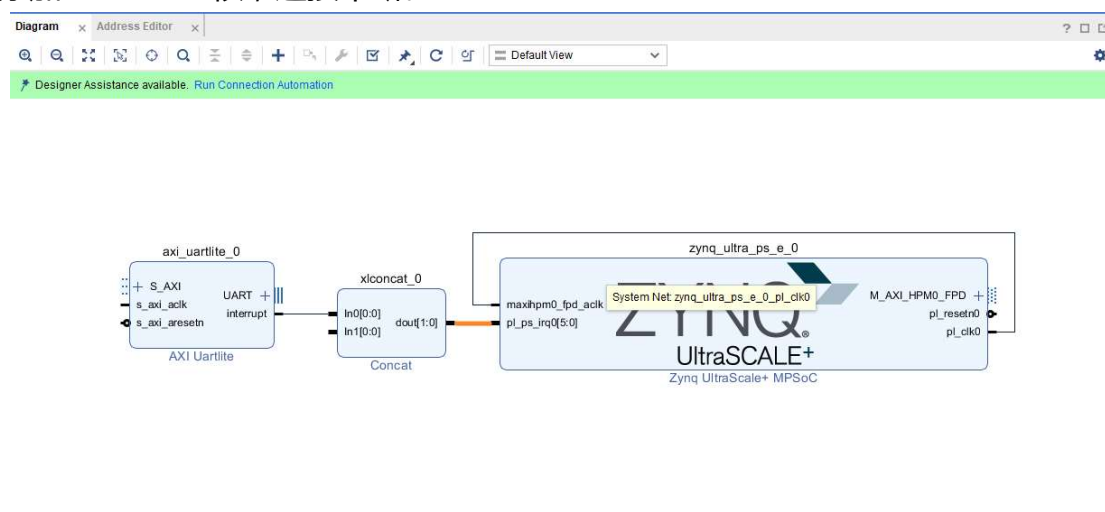 Diagram x Address Editor x ? □
Default View
Designer Assistance available. Run Connection Automation
axi_uartlite_0
S_AXI
s_axi_aclk
s_axi_aresetn
UART
interrupt
AXI Uartlite
xlconcat_0
In0[0:0]
In1[0:0]
dout[1:0]
Concat
zynq_ultra_ps_e_0
maxihpm0_fpd_aclk
pl_ps_irq0[5:0]
System Net: zynq_ultra_ps_e_0_pl_clk0
ZYNQ
UltraSCALE+
M_AXI_HPM0_FPD
pl_resetn0
pl_clk0
Zynq UltraScale+ MPSoC